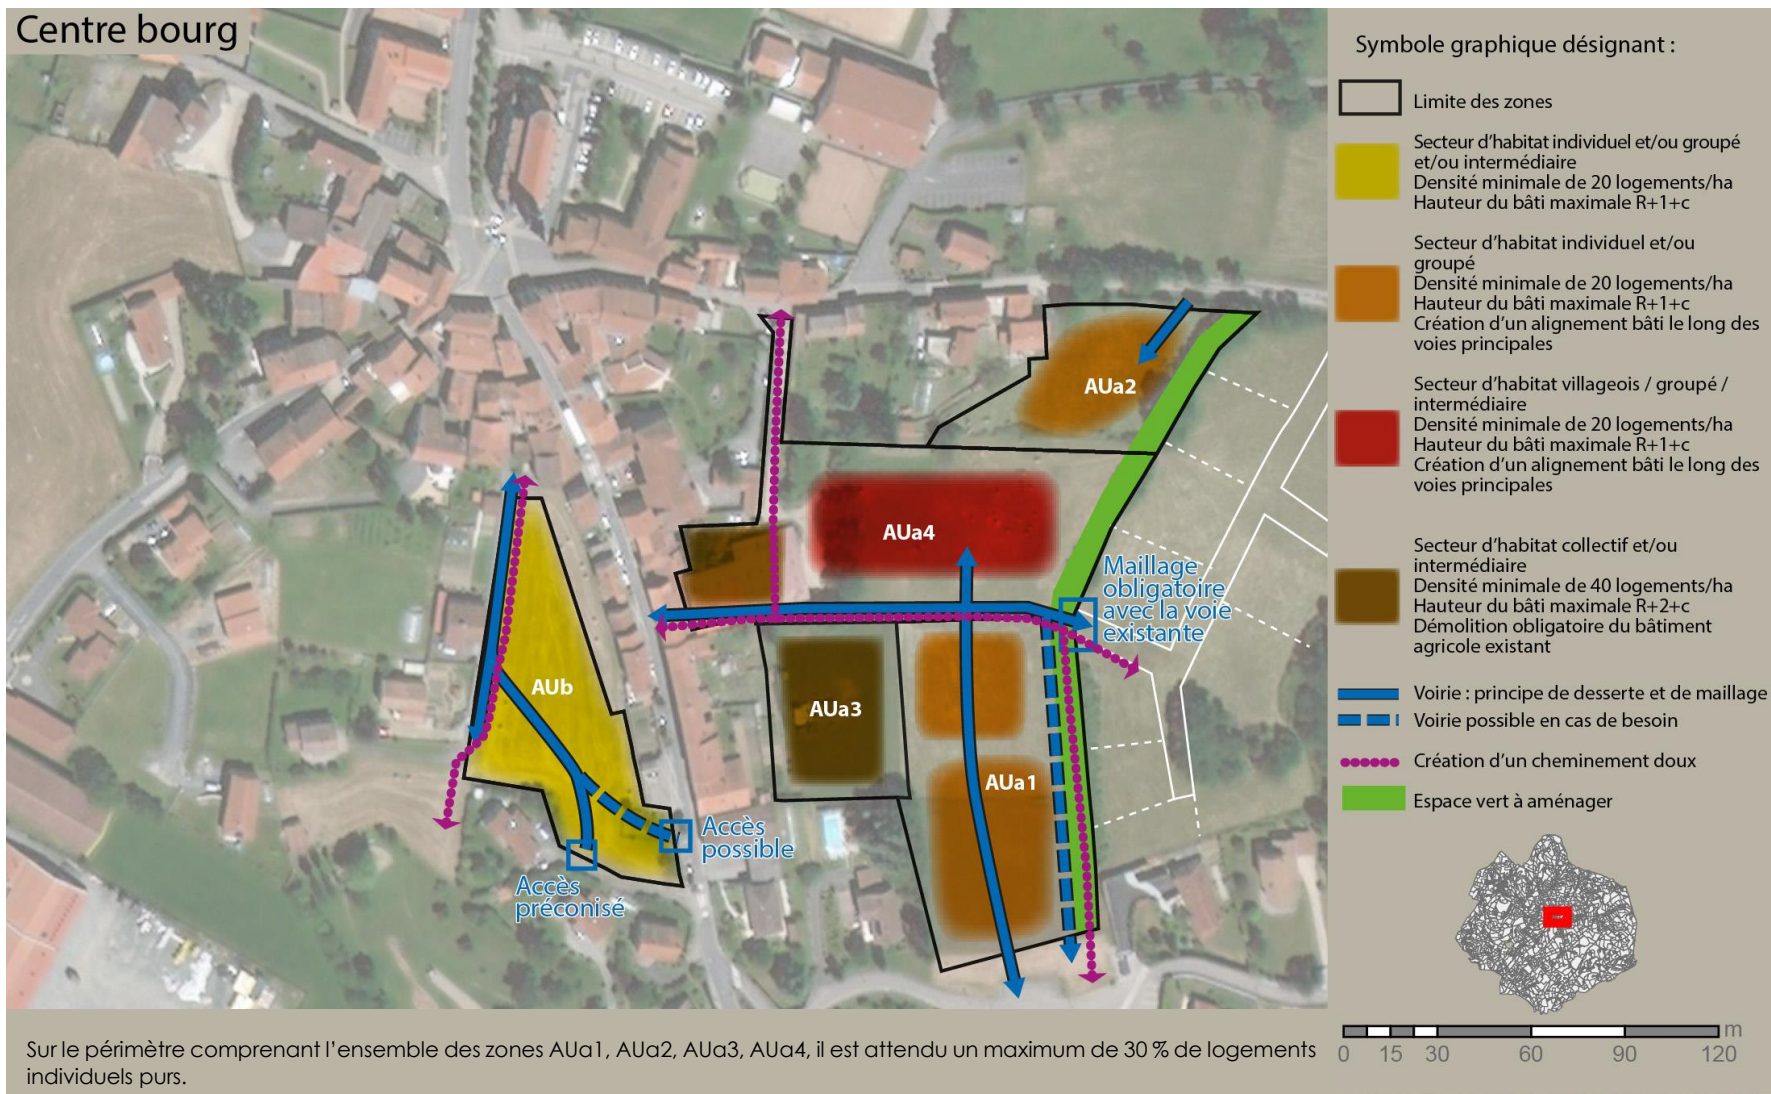 Centre bourg
Symbole graphique désignant :
Limite des zones
Secteur d'habitat individuel et/ou groupé
et/ou intermédiaire
Densité minimale de 20 logements/ha
Hauteur du bâti maximale R+1+c
Secteur d'habitat individuel et/ou
groupé
Densité minimale de 20 logements/ha
Hauteur du bâti maximale R+1+c
Création d'un alignement bâti le long des
voies principales
Secteur d'habitat villageois / groupé /
intermédiaire
Densité minimale de 20 logements/ha
Hauteur du bâti maximale R+1+c
Création d'un alignement bâti le long des
voies principales
Secteur d'habitat collectif et/ou
intermédiaire
Densité minimale de 40 logements/ha
Hauteur du bâti maximale R+2+c
Démolition obligatoire du bâtiment
agricole existant
Voirie : principe de desserte et de maillage
Voirie possible en cas de besoin
Création d'un cheminement doux
Espace vert à aménager
AUa2
AUa4
Maillage
obligatoire
avec la voie
existante
AUb
AUa3
AUa1
Accès
possible
Accès
préconisé
m
0 15 30 60 90 120
Sur le périmètre comprenant l'ensemble des zones AUa1, AUa2, AUa3, AUa4, il est attendu un maximum de 30 % de logements
individuels purs.